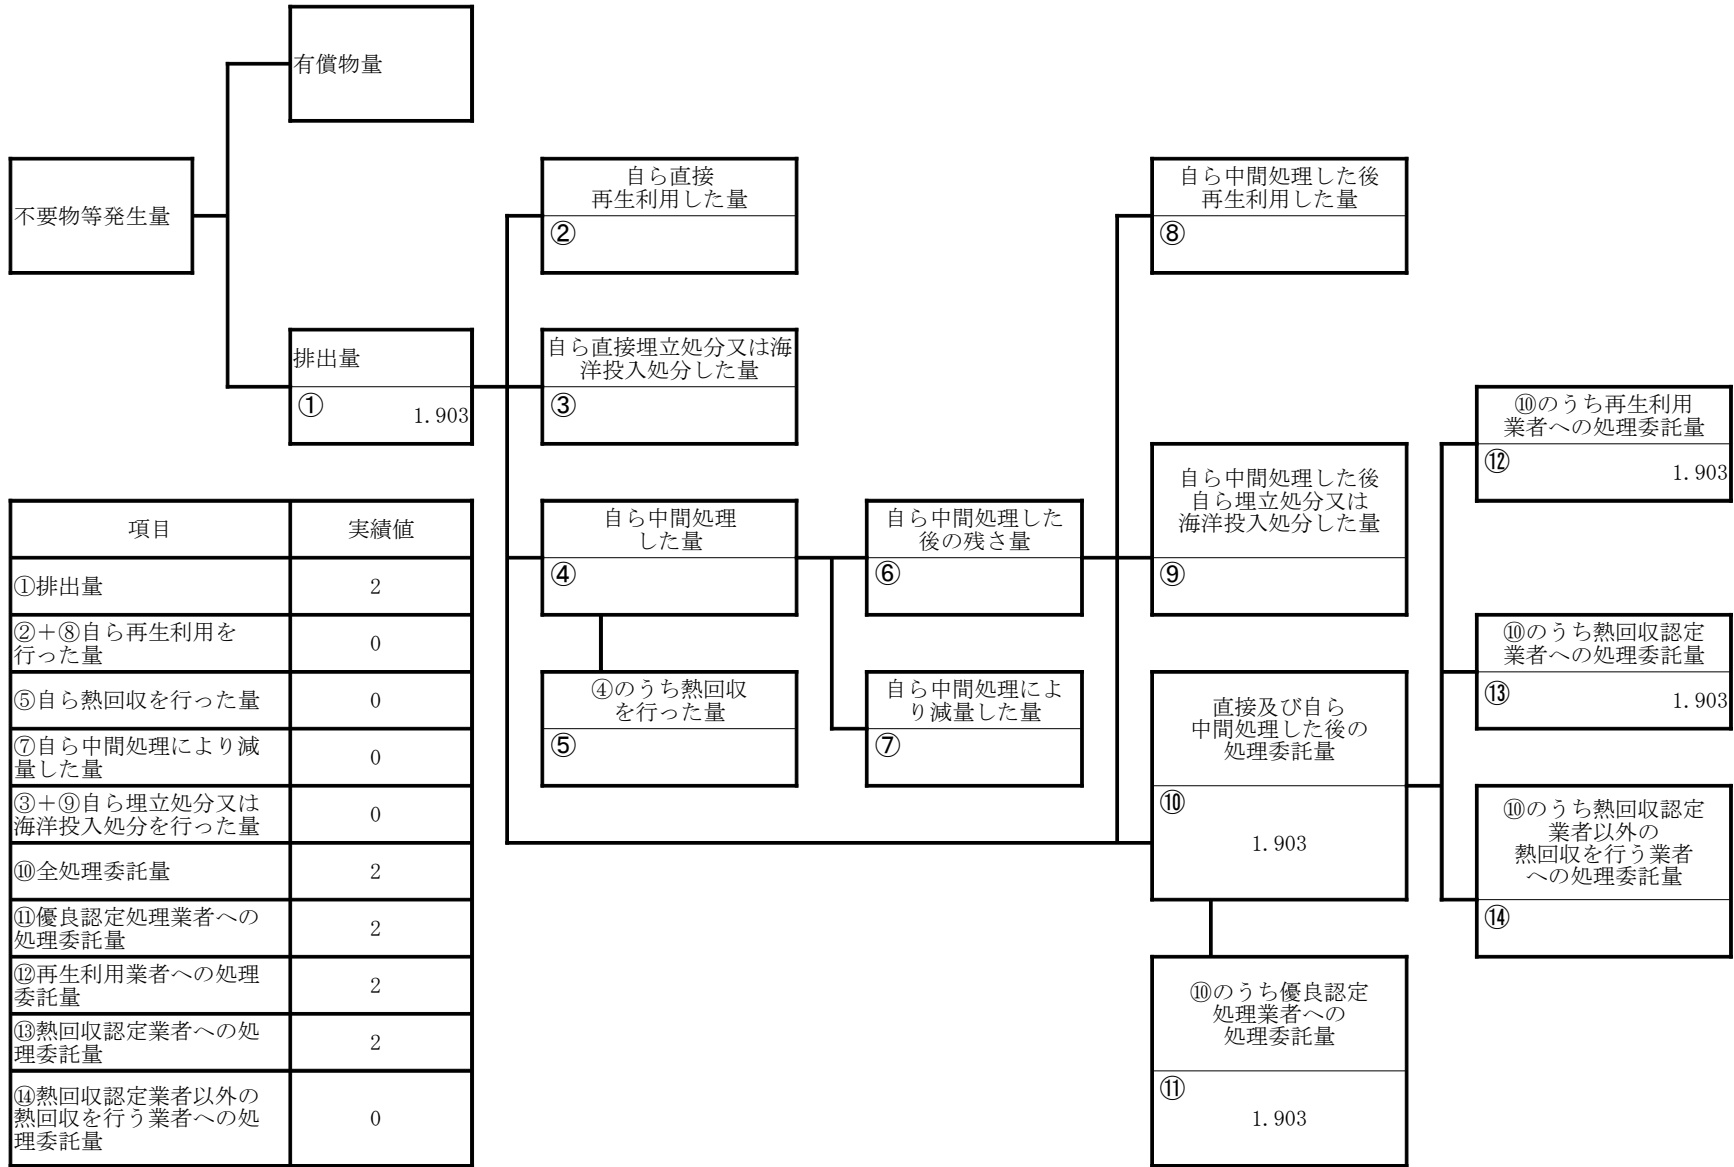 有償物量
不要物等発生量
排出量
①
1.903
自ら直接
再生利用した量
②
自ら直接埋立処分又は海
洋投入処分した量
③
自ら中間処理
した量
④
④のうち熱回収
を行った量
⑤
自ら中間処理した
後の残さ量
⑥
自ら中間処理によ
り減量した量
⑦
自ら中間処理した後
再生利用した量
⑧
自ら中間処理した後
自ら埋立処分又は
海洋投入処分した量
⑨
直接及び自ら
中間処理した後の
処理委託量
⑩
1.903
⑩のうち優良認定
処理業者への
処理委託量
⑪
1.903
⑩のうち再生利用
業者への処理委託量
⑫
1.903
⑩のうち熱回収認定
業者への処理委託量
⑬
1.903
⑩のうち熱回収認定
業者以外の
熱回収を行う業者
への処理委託量
⑭
項目
実績値
①排出量
2
②+⑧自ら再生利用を
行った量
0
⑤自ら熱回収を行った量
0
⑦自ら中間処理により減
量した量
0
③+⑨自ら埋立処分又は
海洋投入処分を行った量
0
⑩全処理委託量
2
⑪優良認定処理業者への
処理委託量
2
⑫再生利用業者への処理
委託量
2
⑬熱回収認定業者への処
理委託量
2
⑭熱回収認定業者以外の
熱回収を行う業者への処
理委託量
0